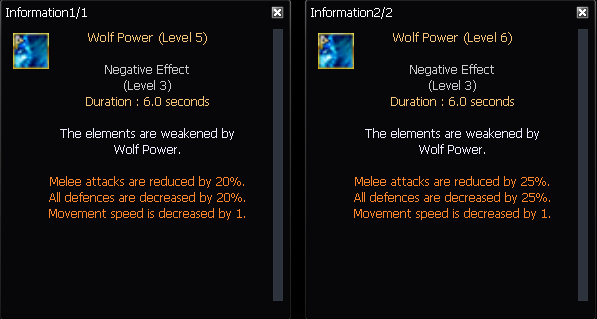 Information1/1
Wolf Power (Level 5)
Negative Effect
(Level 3)
Duration : 6.0 seconds
The elements are weakened by
Wolf Power.
Melee attacks are reduced by 20%.
All defences are decreased by 20%.
Movement speed is decreased by 1.
Information2/2
Wolf Power (Level 6)
Negative Effect
(Level 3)
Duration : 6.0 seconds
The elements are weakened by
Wolf Power.
Melee attacks are reduced by 25%.
All defences are decreased by 25%.
Movement speed is decreased by 1.